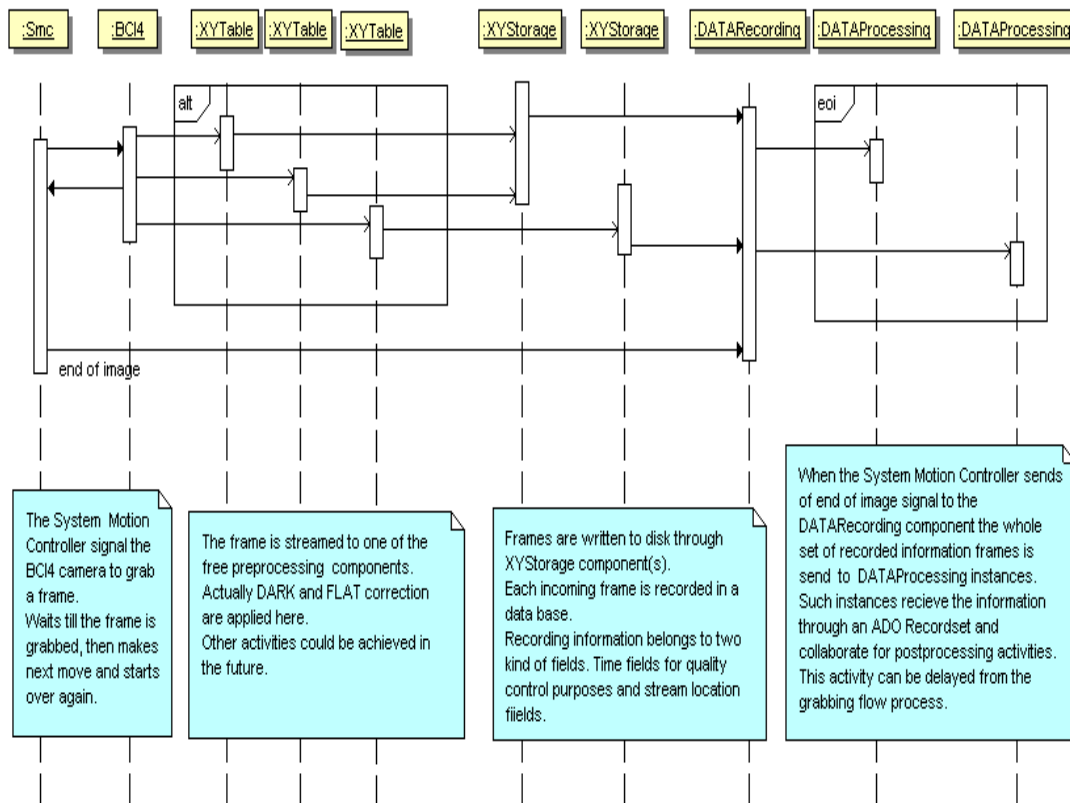 :Smc
:BCI4
:XYTable
:XYTable
:XYTable
:XYStorage
:XYStorage
:DATARecording
:DATAProcessing
:DATAProcessing
alt
eoi
end of image
The System Motion
Controller signal the
BCI4 camera to grab
a frame.
Waits till the frame is
grabbed, then makes
next move and starts
over again.
The frame is streamed to one of the
free preprocessing components.
Actually DARK and FLAT correction
are applied here.
Other activities could be achieved in
the future.
Frames are written to disk through
XYStorage component(s).
Each incoming frame is recorded in a
data base.
Recording information belongs to two
kind of fields. Time fields for quality
control purposes and stream location
fiields.
When the System Motion Controller sends
of end of image signal to the
DATARecording component the whole
set of recorded information frames is
send to DATAProcessing instances.
Such instances recieve the information
through an ADO Recordset and
collaborate for postprocessing activities.
This activity can be delayed from the
grabbing flow process.